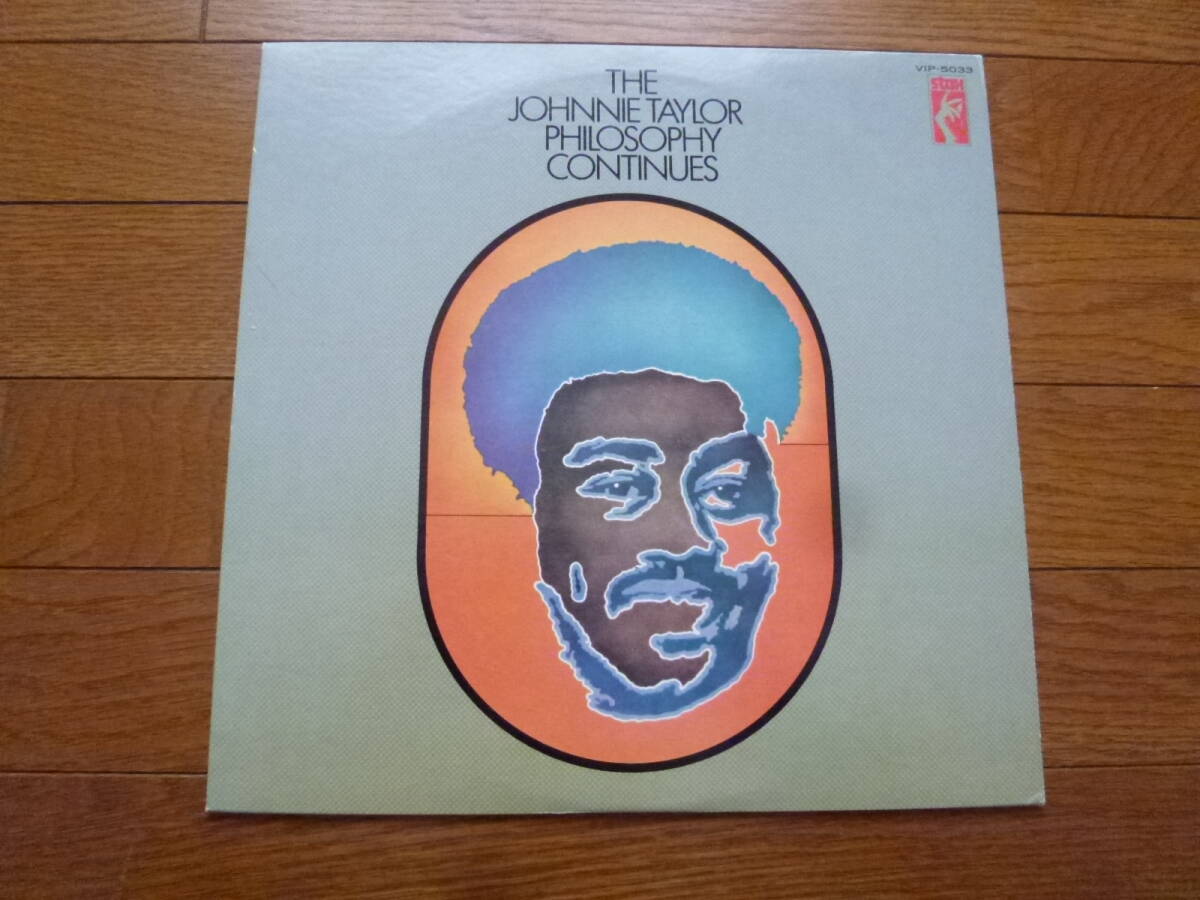 THE
JOHNNIE TAYLOR
PHILOSOPHY
CONTINUES
VIP-5033
Stax